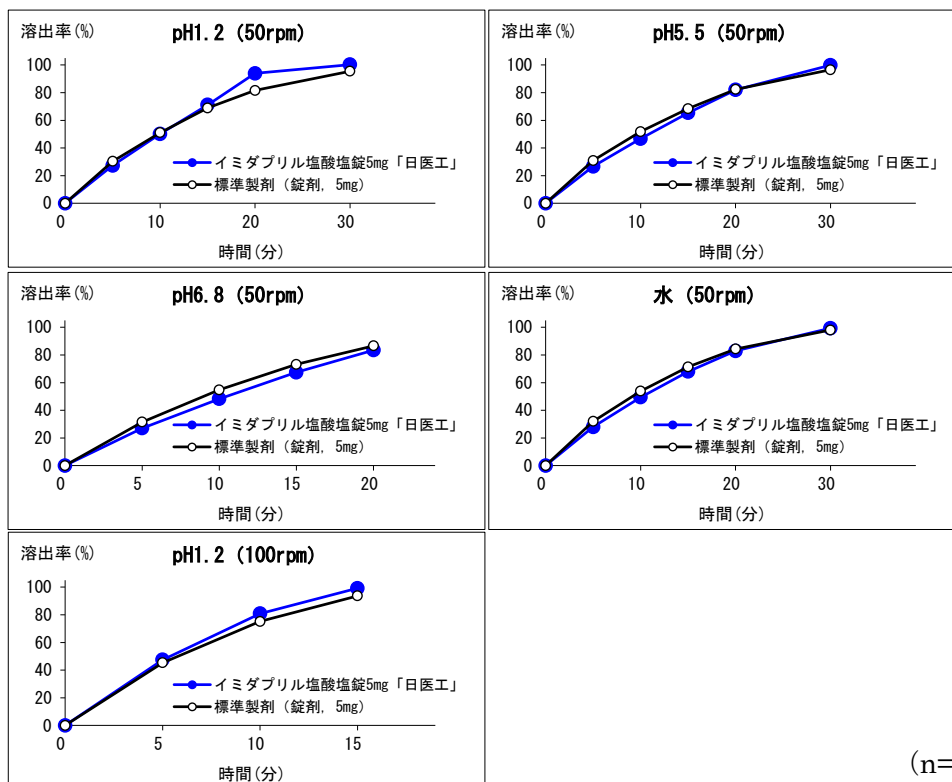 溶出率(%)
pH1.2 (50rpm)
100
80
60
40
20
0
イミダプリル塩酸塩錠5mg「日医工」
標準製剤(錠剤, 5mg)
0
10
20
30
時間(分)
溶出率(%)
pH5.5 (50rpm)
100
80
60
40
20
0
イミダプリル塩酸塩錠5mg「日医工」
標準製剤(錠剤, 5mg)
0
10
20
30
時間(分)
溶出率(%)
pH6.8 (50rpm)
100
80
60
40
20
0
イミダプリル塩酸塩錠5mg「日医工」
標準製剤(錠剤, 5mg)
0
5
10
15
20
時間(分)
溶出率(%)
水 (50rpm)
100
80
60
40
20
0
イミダプリル塩酸塩錠5mg「日医工」
標準製剤(錠剤, 5mg)
0
10
20
30
時間(分)
溶出率(%)
pH1.2 (100rpm)
100
80
60
40
20
0
イミダプリル塩酸塩錠5mg「日医工」
標準製剤(錠剤, 5mg)
0
5
10
15
時間(分)
(n=